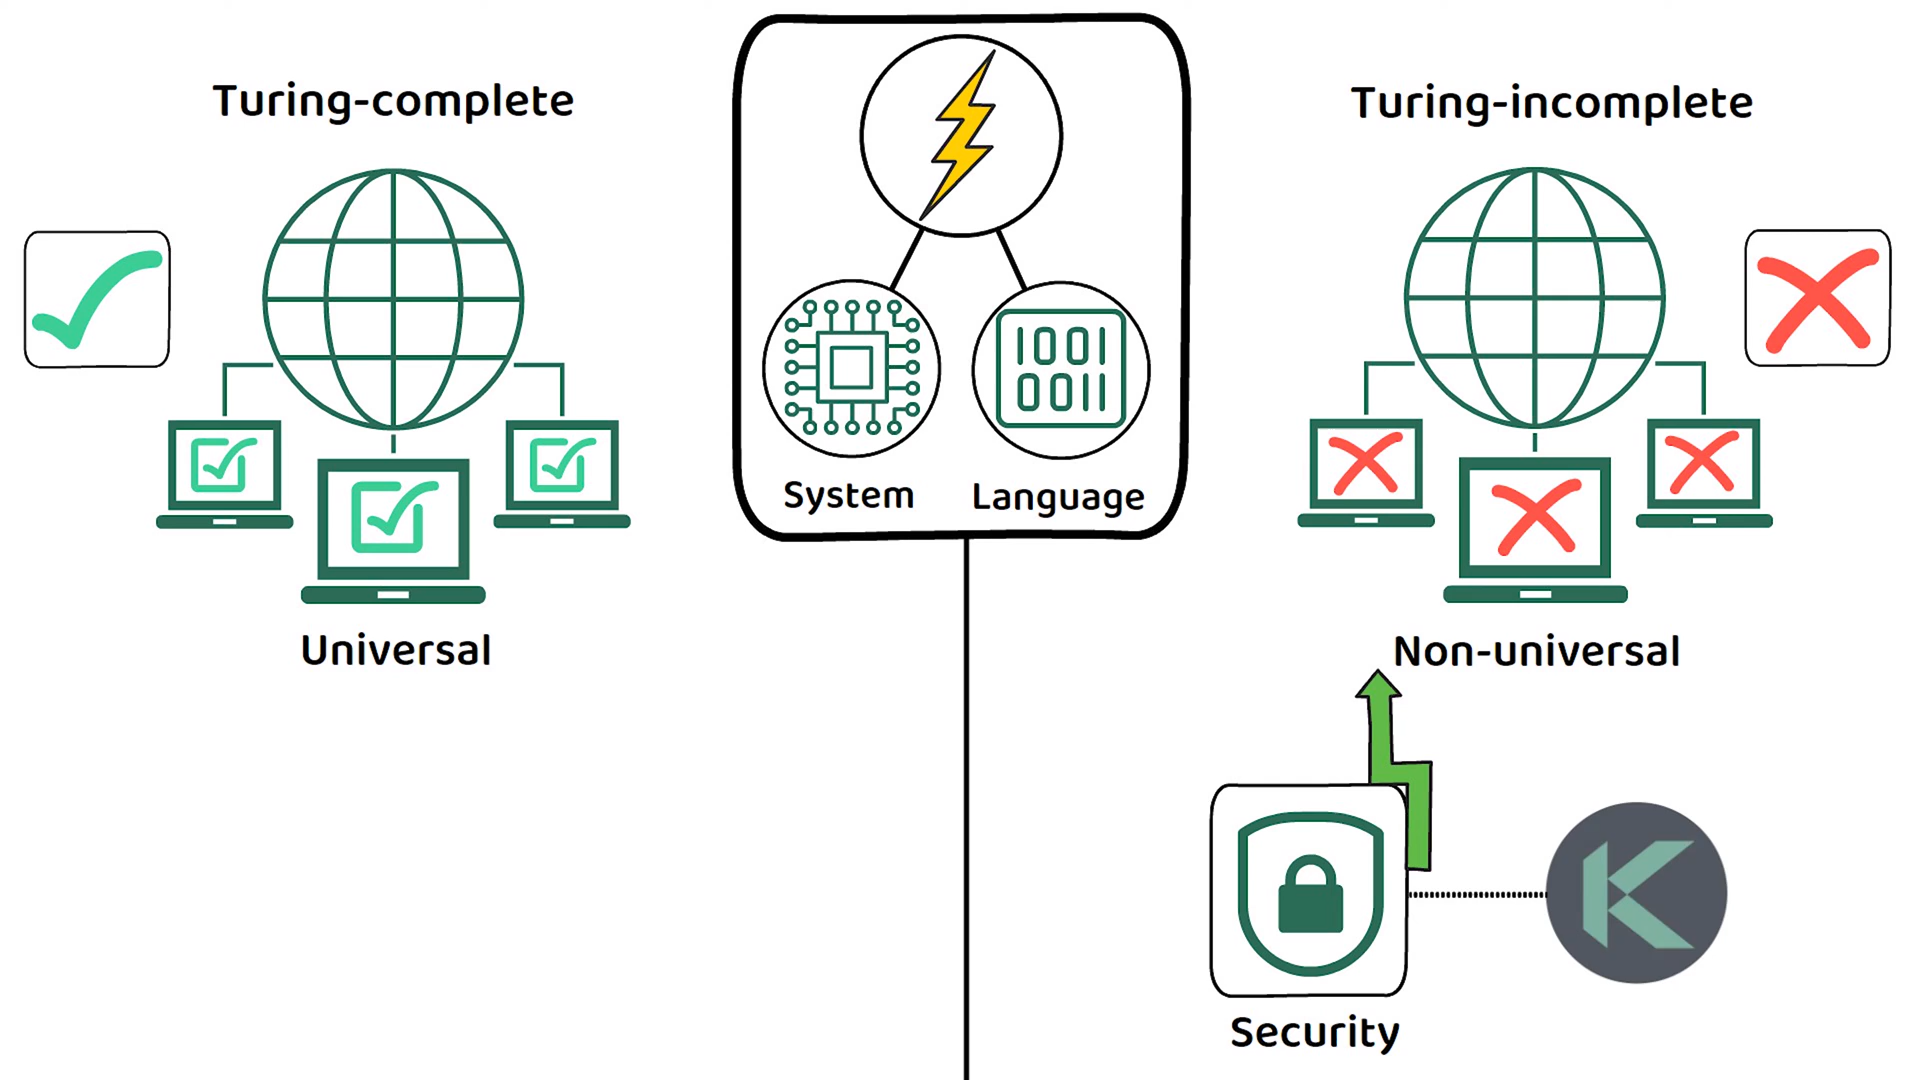 Turing-complete
Turing-incomplete
1001
0011
System
Language
Universal
Non-universal
K
Security